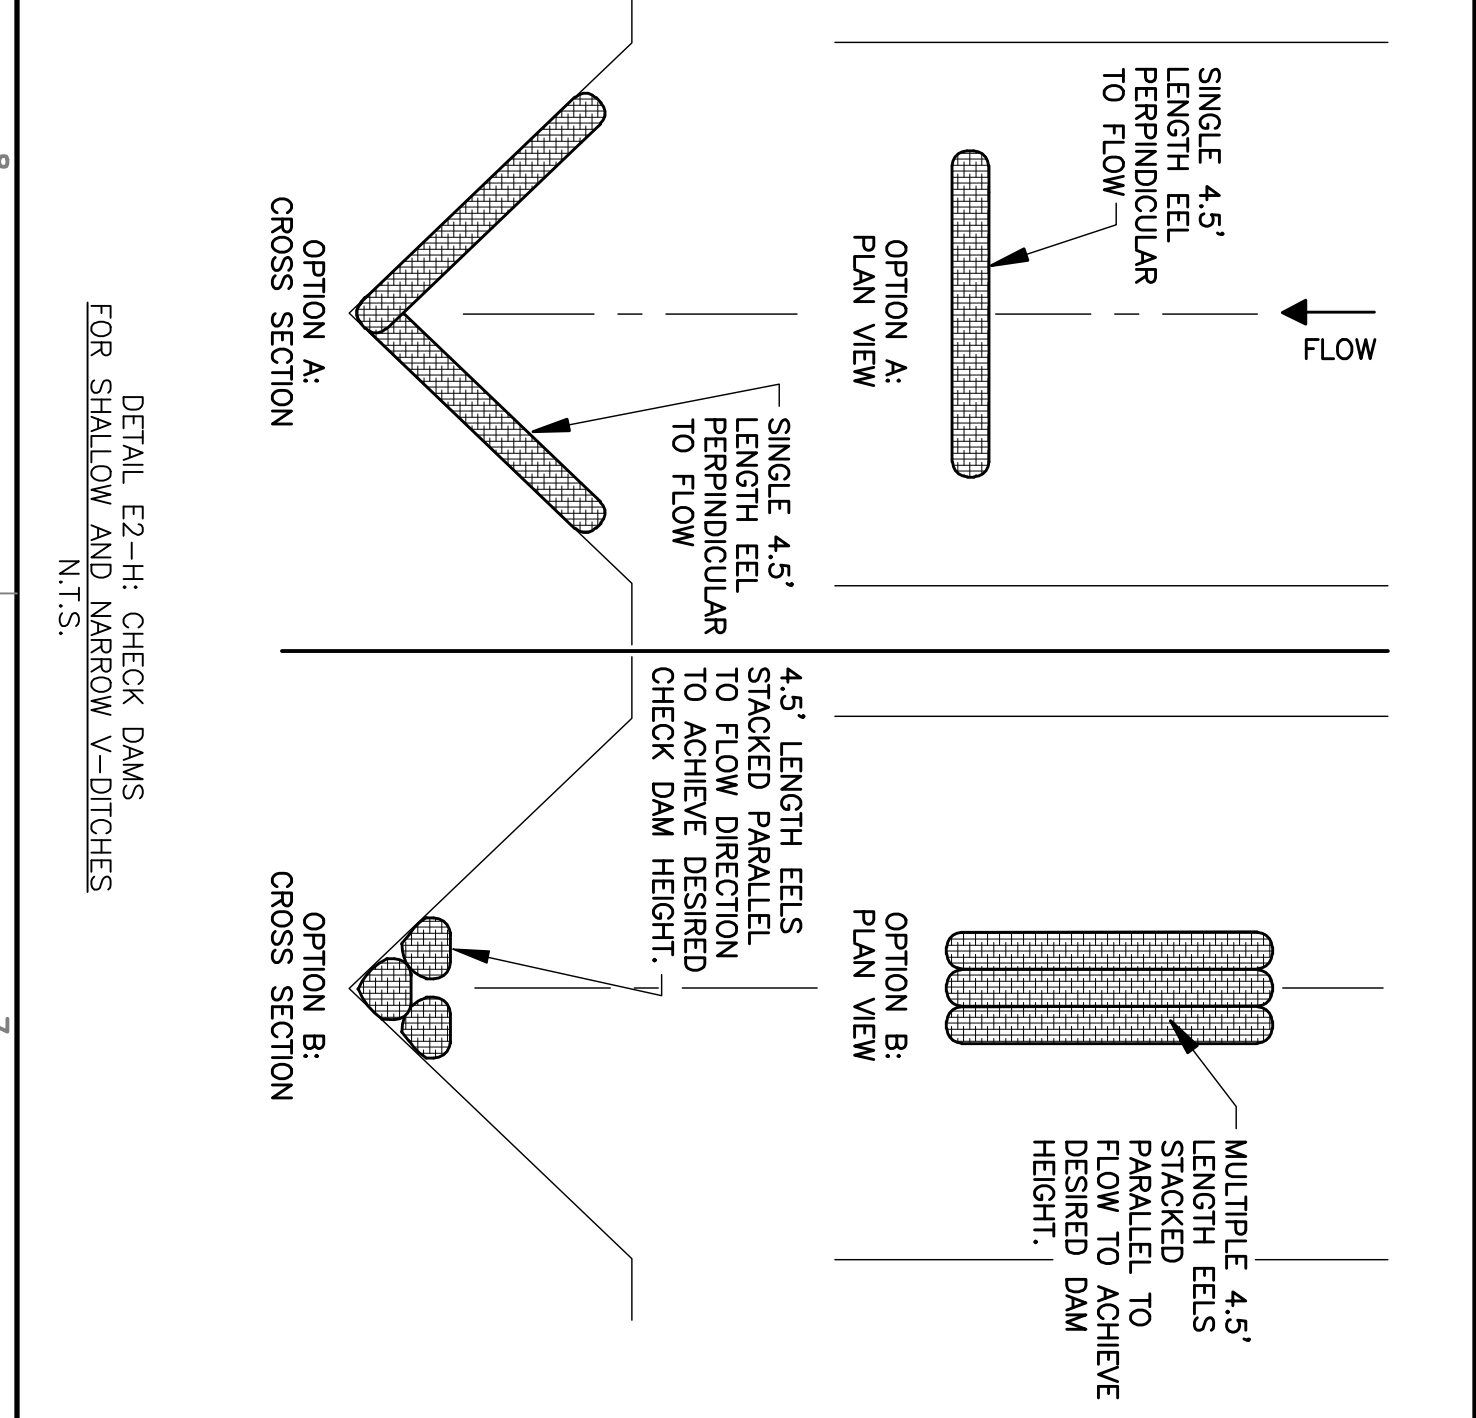 FLOW
SINGLE 4.5'
LENGTH EEL
PERPINDICULAR
TO FLOW
OPTION A:
PLAN VIEW
MULTIPLE 4.5'
LENGTH EELS
STACKED
PARALLEL TO
FLOW TO ACHIEVE
DESIRED DAM
HEIGHT.
OPTION B:
PLAN VIEW
SINGLE 4.5'
LENGTH EEL
PERPINDICULAR
TO FLOW
OPTION A:
CROSS SECTION
4.5' LENGTH EELS
STACKED PARALLEL
TO FLOW DIRECTION
TO ACHIEVE DESIRED
CHECK DAM HEIGHT.
OPTION B:
CROSS SECTION
DETAIL E2-H: CHECK DAMS
FOR SHALLOW AND NARROW V-DITCHES
N.T.S.
8
7